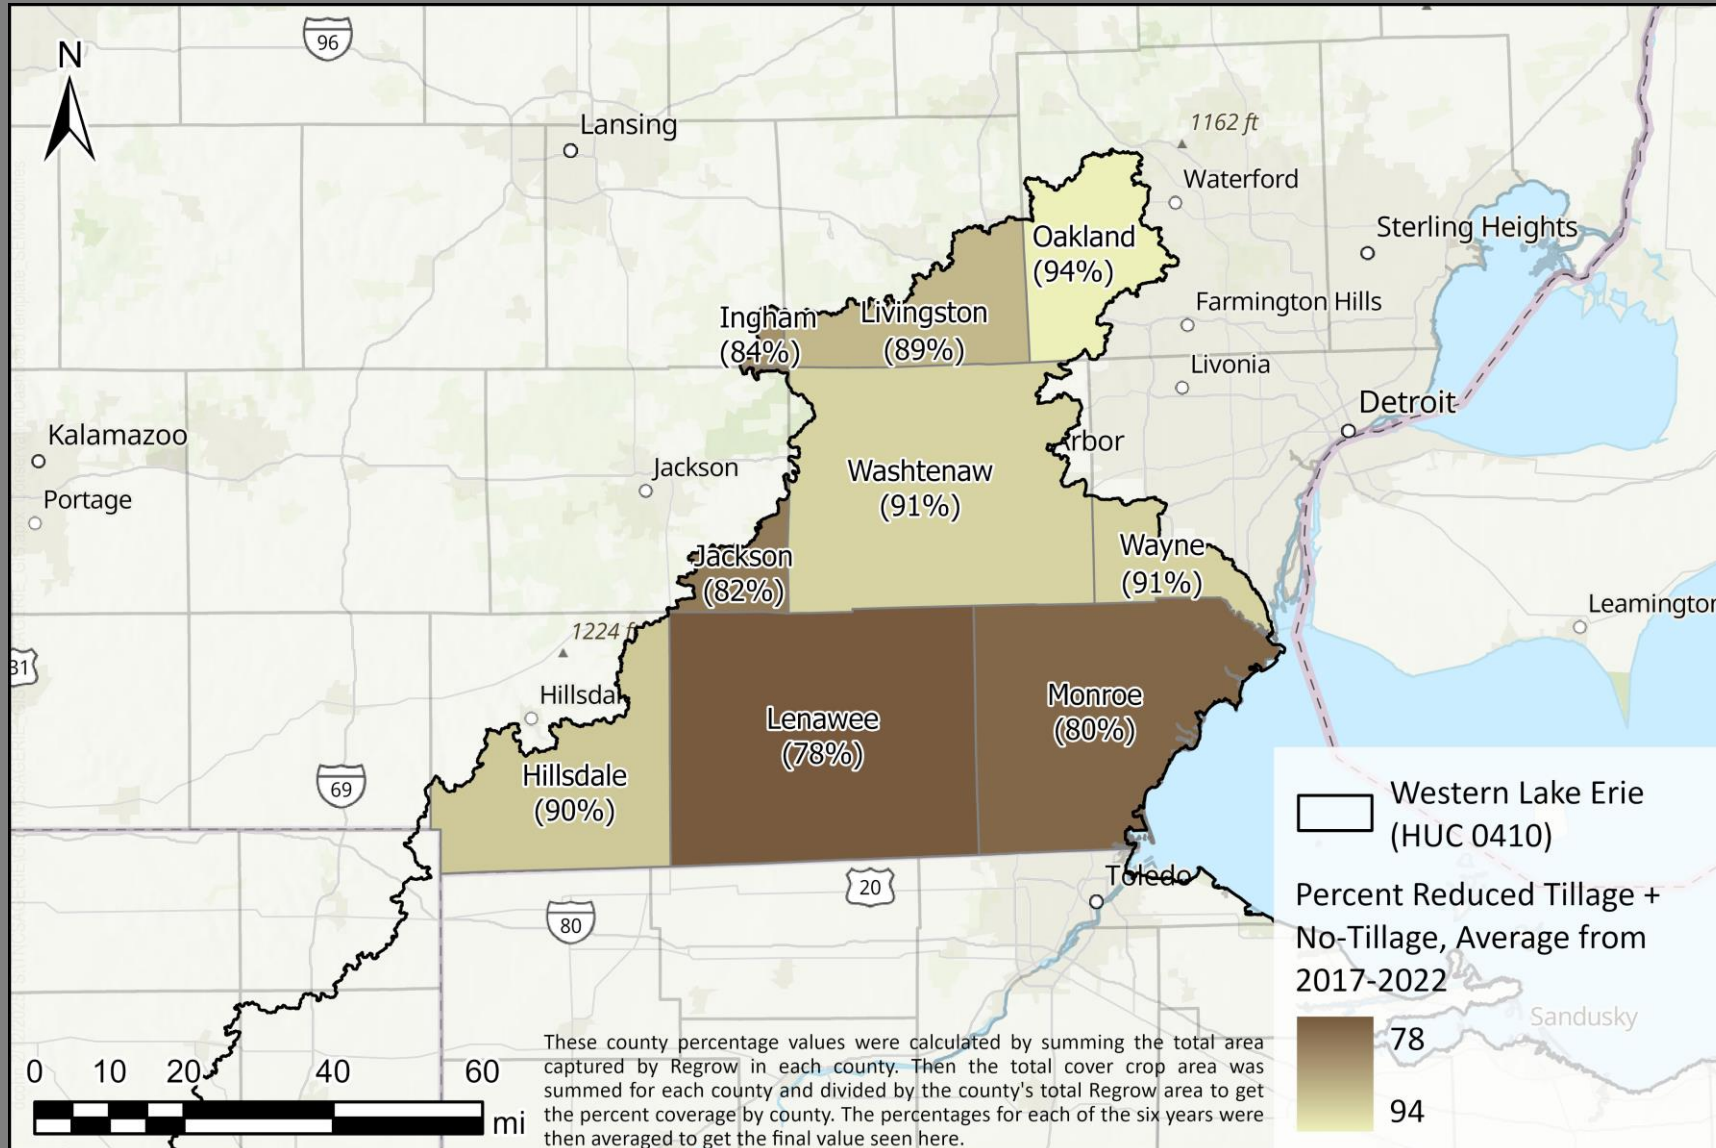 96
N
Lansing
1162 ft
Waterford
Oakland
(94%)
Sterling Heights
Ingham
(84%)
Livingston
(89%)
Farmington Hills
Livonia
Detroit
Kalamazoo
Portage
Jackson
Washtenaw
(91%)
rbor
Jackson
(82%)
Wayne
(91%)
Leamington
1224 f
31
Hillsdal
Lenawee
(78%)
Monroe
(80%)
Hillsdale
(90%)
69
20
80
Toledo
Western Lake Erie
(HUC 0410)
Percent Reduced Tillage +
No-Tillage, Average from
2017-2022
78
94
Sandusky
0 10 20 40 60
mi
These county percentage values were calculated by summing the total area
captured by Regrow in each county. Then the total cover crop area was
summed for each county and divided by the county's total Regrow area to get
the percent coverage by county. The percentages for each of the six years were
then averaged to get the final value seen here.